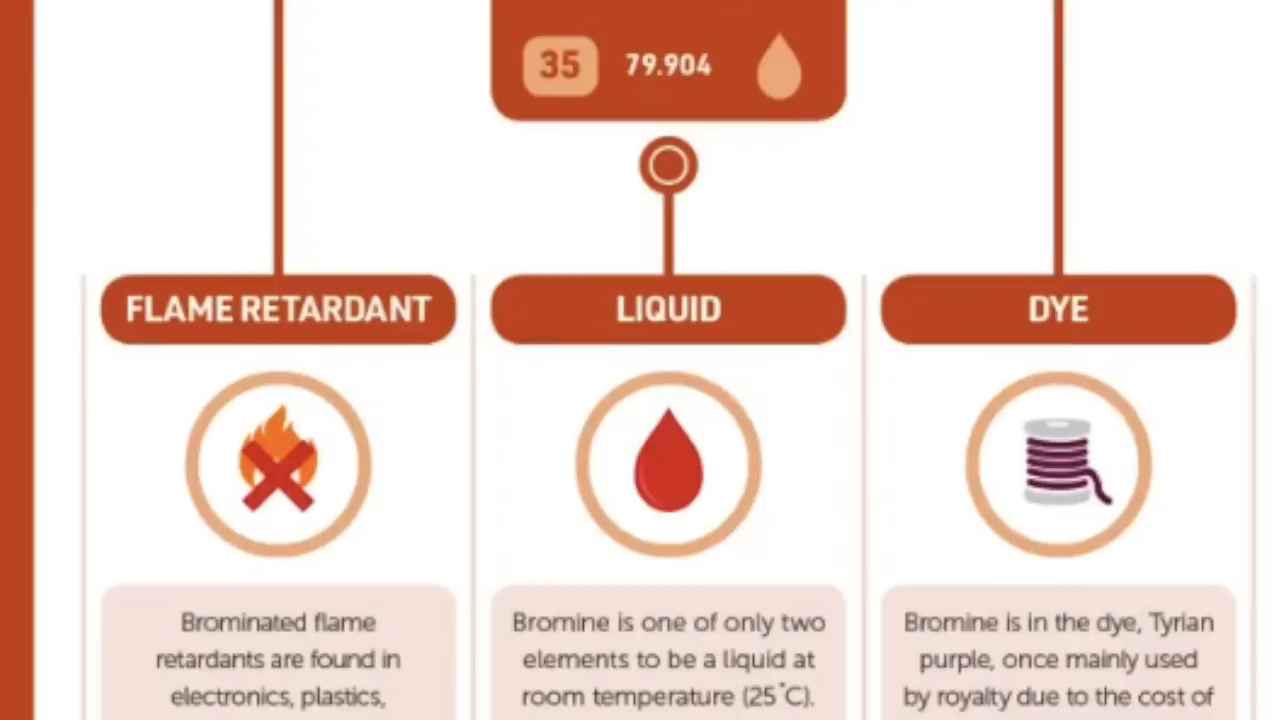 35 79.904
FLAME RETARDANT
LIQUID
DYE
Brominated flame
retardants are found in
electronics, plastics,
Bromine is one of only two
elements to be a liquid at
room temperature (25°C).
Bromine is in the dye, Tyrian
purple, once mainly used
by royalty due to the cost of